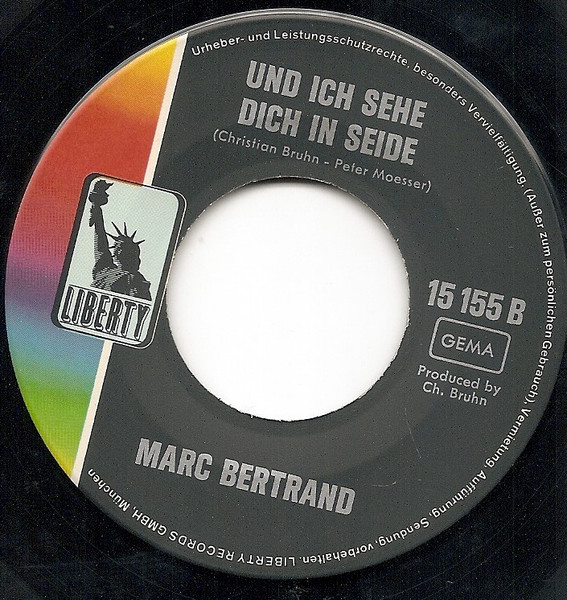 Urheber- und Leistungsschutzrechte, besonders Vervielfältigung, (Außer zum persönlichen Gebrauch), Vermietung, Aufführung, Sendung, vorbehalten. LIBERTY RECORDS GMBH, München
UND ICH SEHE
DICH IN SEIDE
(Christian Bruhn - Peter Moesser)
LIBERTY
15 155 B
GEMA
Produced by
Ch. Bruhn
MARC BERTRAND